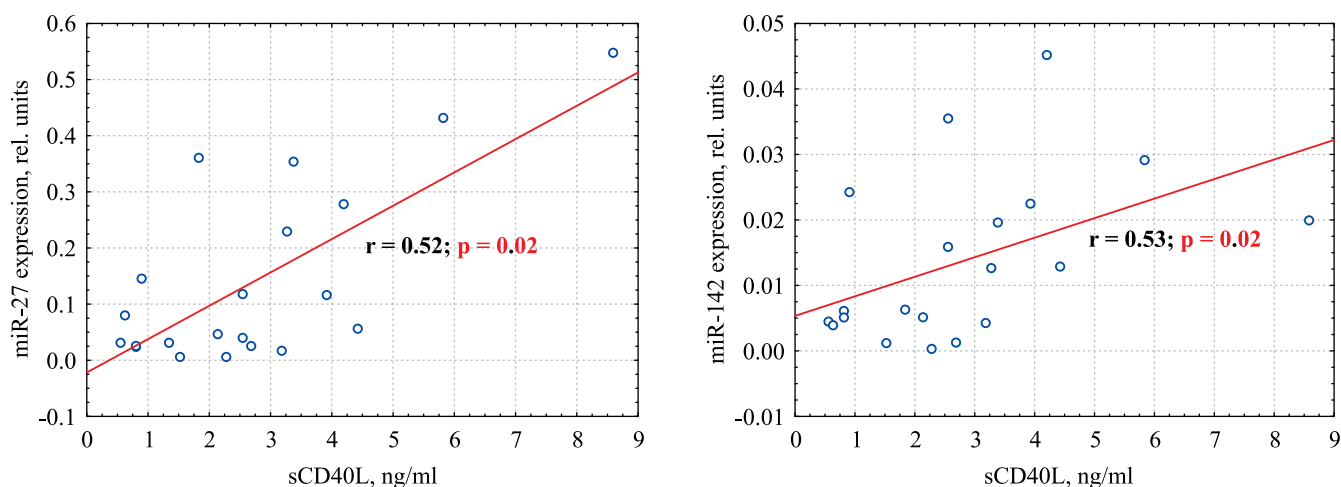 0.6
0.5
0.4
0.3
0.2
0.1
0.0
-0.1
miR-27 expression, rel. units
r = 0.52; p = 0.02
0 1 2 3 4 5 6 7 8 9
sCD40L, ng/ml
0.05
0.04
0.03
0.02
0.01
0.00
-0.01
miR-142 expression, rel. units
r = 0.53; p = 0.02
0 1 2 3 4 5 6 7 8 9
sCD40L, ng/ml